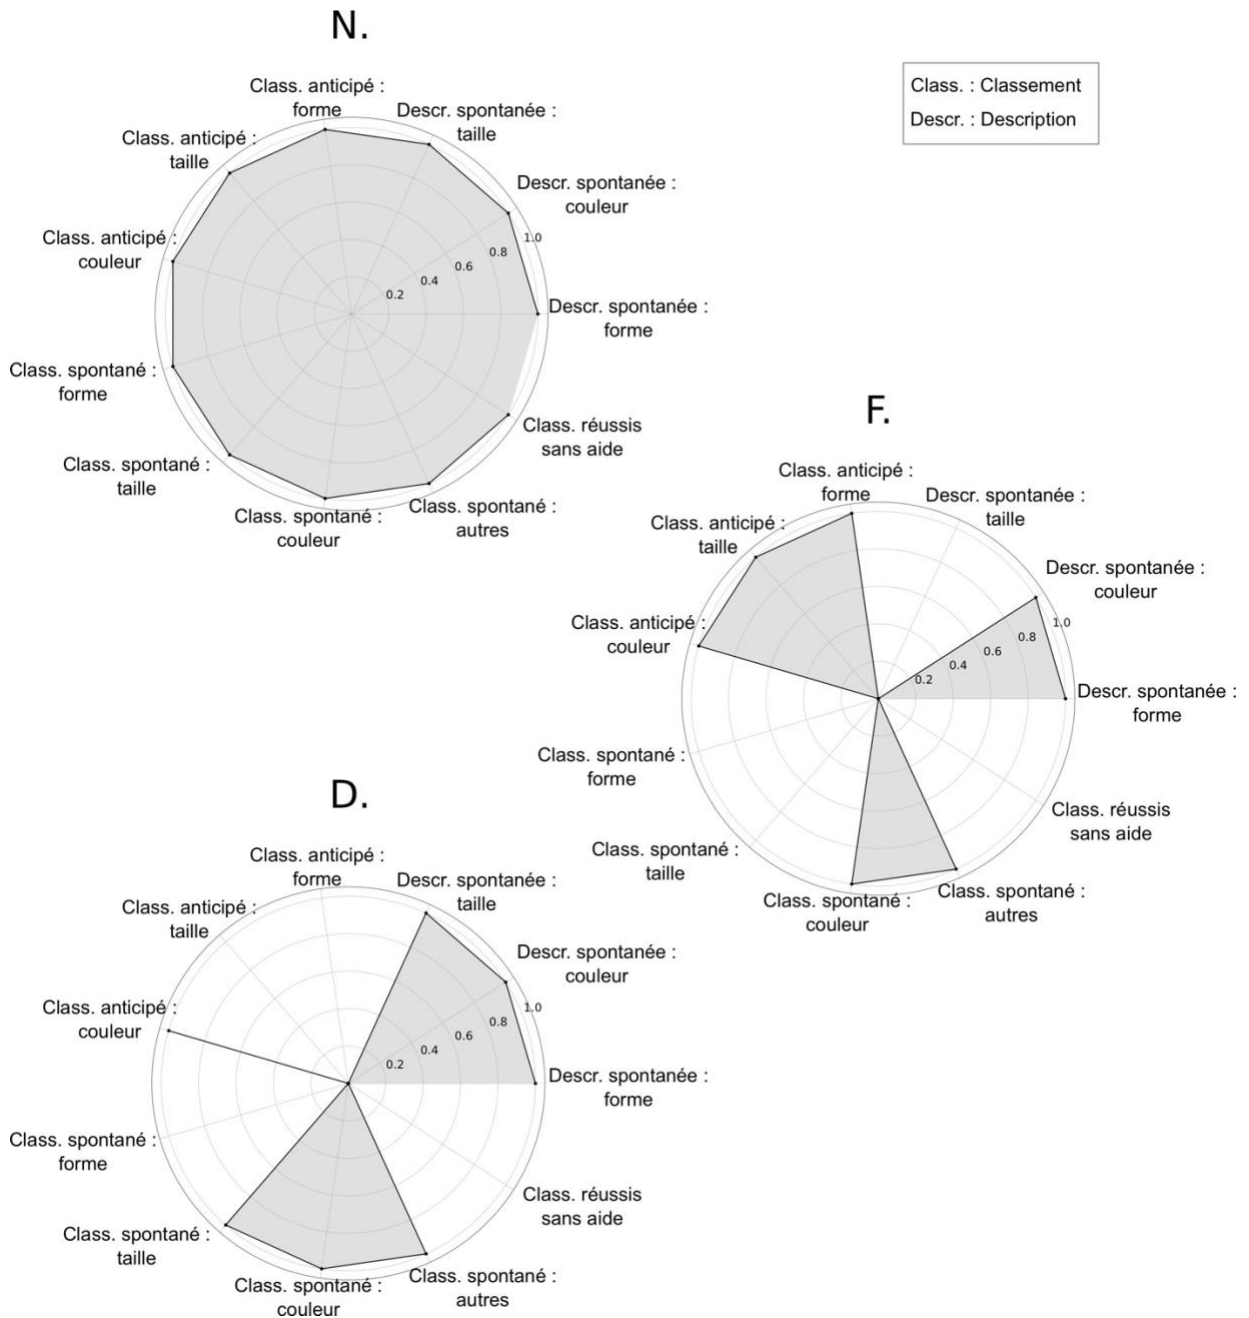 N.
Class. : Classement
Descr. : Description
Class. anticipé :
forme
Descr. spontanée :
taille
Class. anticipé :
taille
Descr. spontanée :
couleur
Class. anticipé :
couleur
1.0
0.8
0.6
0.4
0.2
Descr. spontanée :
forme
Class. spontané :
forme
Class. réussis
sans aide
Class. spontané :
taille
Class. spontané :
couleur
Class. spontané :
autres
F.
Class. anticipé :
forme
Descr. spontanée :
taille
Class. anticipé :
taille
Descr. spontanée :
couleur
Class. anticipé :
couleur
1.0
0.8
0.6
0.4
0.2
Descr. spontanée :
forme
Class. spontané :
forme
Class. réussis
sans aide
Class. spontané :
taille
Class. spontané :
couleur
Class. spontané :
autres
D.
Class. anticipé :
forme
Descr. spontanée :
taille
Class. anticipé :
taille
Descr. spontanée :
couleur
Class. anticipé :
couleur
1.0
0.8
0.6
0.4
0.2
Descr. spontanée :
forme
Class. spontané :
forme
Class. réussis
sans aide
Class. spontané :
taille
Class. spontané :
couleur
Class. spontané :
autres